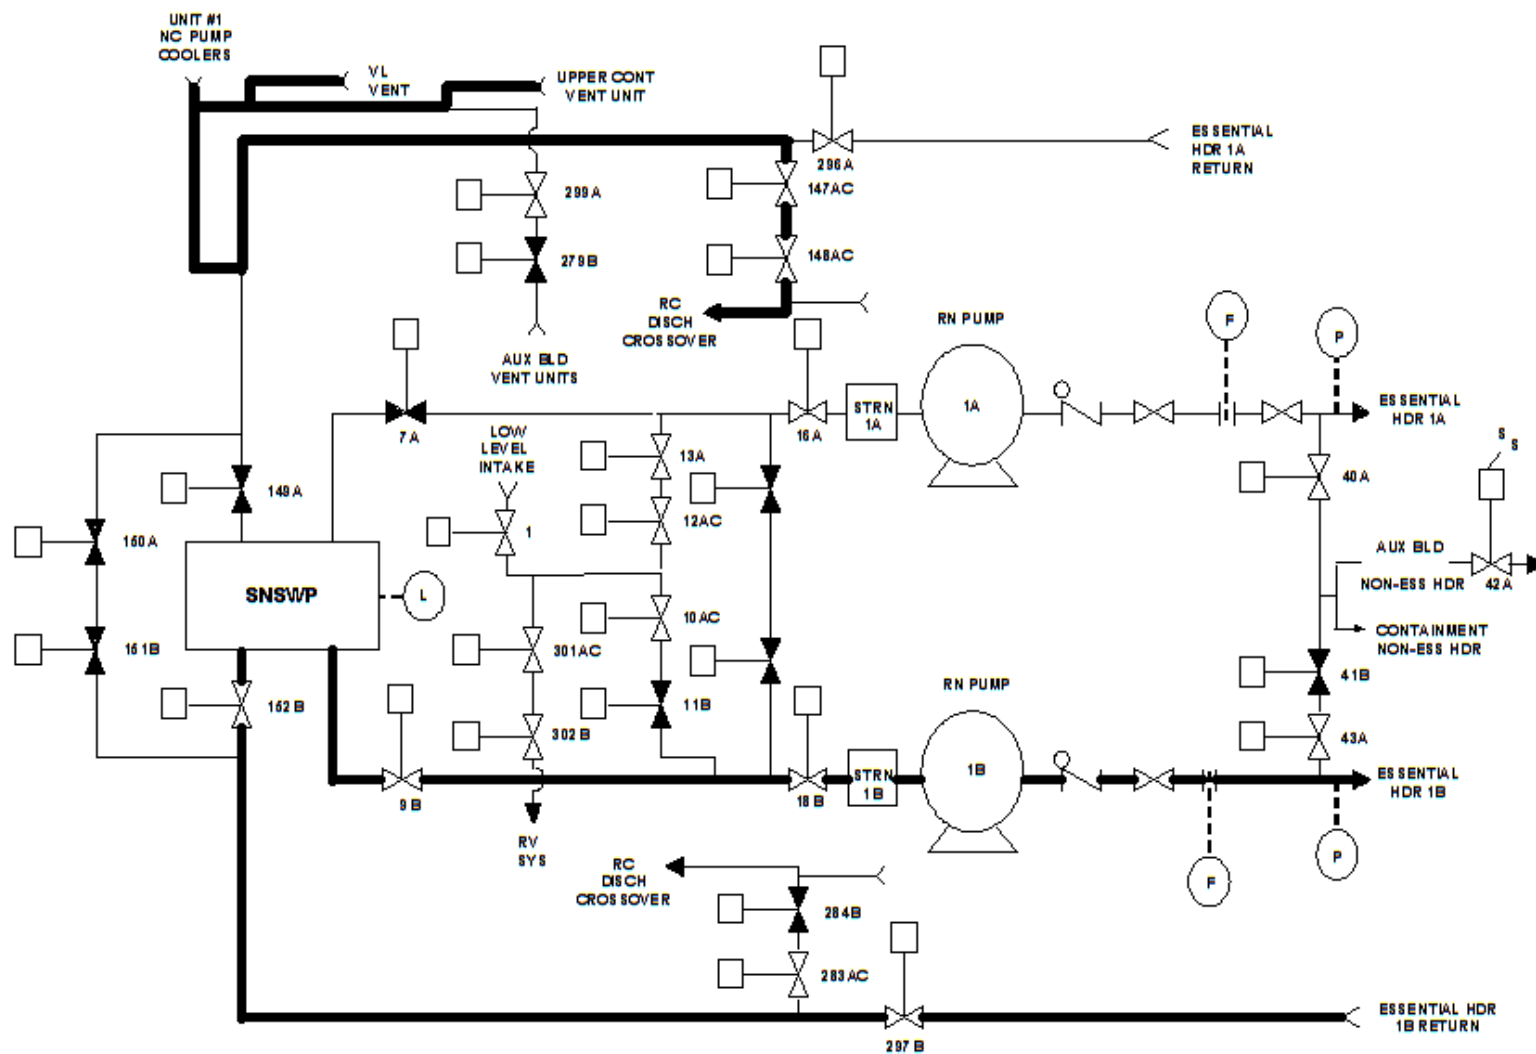 UNIT #1
NC PUMP
COOLERS
VL
VENT
UPPER CONT
VENT UNIT
ESSENTIAL
HDR 1A
RETURN
296A
147AC
299A
148AC
279B
RC
DISCH
CROSSOVER
RN PUMP
F
P
AUX BLD
VENT UNITS
ESSENTIAL
HDR 1A
STRN
1A
1A
7A
16A
LOW
LEVEL
INTAKE
S
S
13A
40A
149A
12AC
1
150A
AUX BLD
NON-ESS HDR
42A
SNSWP
L
10AC
CONTAINMENT
NON-ESS HDR
151B
301AC
41B
RN PUMP
152B
11B
302B
43A
STRN
1B
1B
ESSENTIAL
HDR 1B
9B
18B
RV
SYS
P
F
RC
DISCH
CROSSOVER
284B
283AC
ESSENTIAL HDR
1B RETURN
297B